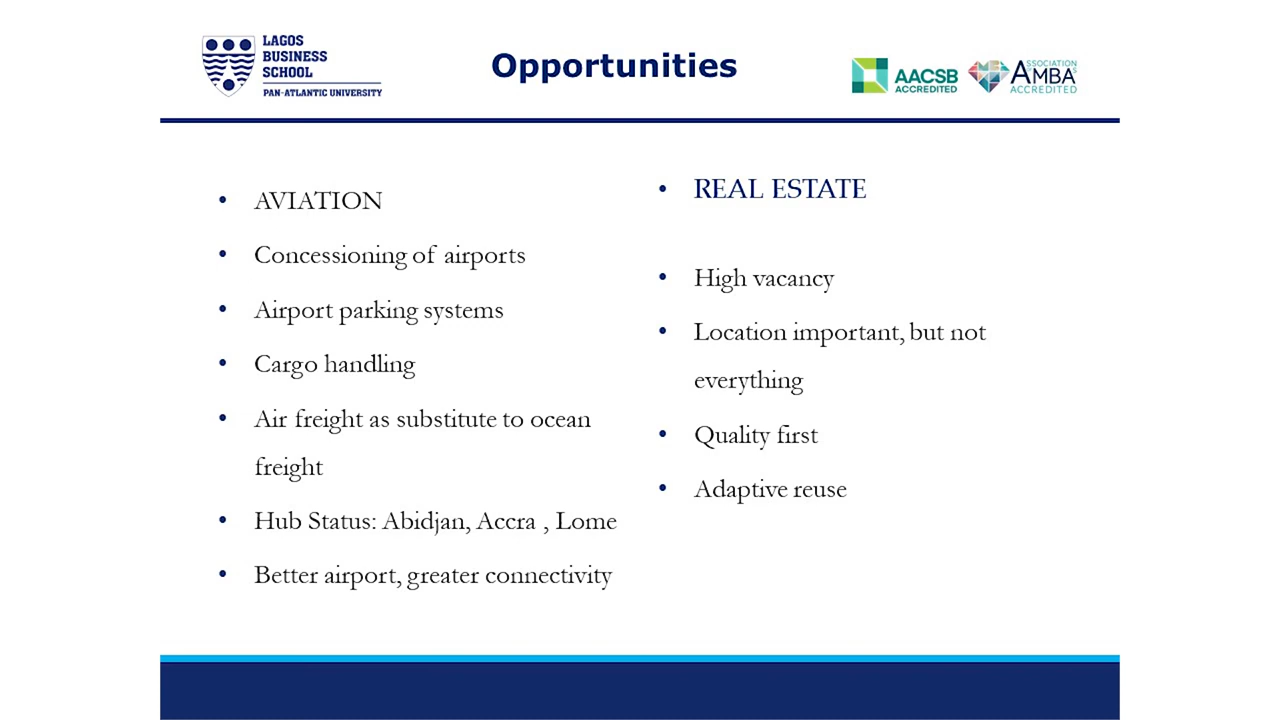 LAGOS
BUSINESS
SCHOOL
PAN-ATLANTIC UNIVERSITY
Opportunities
AACSB
ACCREDITED
ASSOCIATION
AMBA'S
ACCREDITED
• AVIATION
• Concessioning of airports
• Airport parking systems
• Cargo handling
• Air freight as substitute to ocean
freight
• Hub Status: Abidjan, Accra , Lome
• Better airport, greater connectivity
• REAL ESTATE
• High vacancy
• Location important, but not
everything
• Quality first
• Adaptive reuse